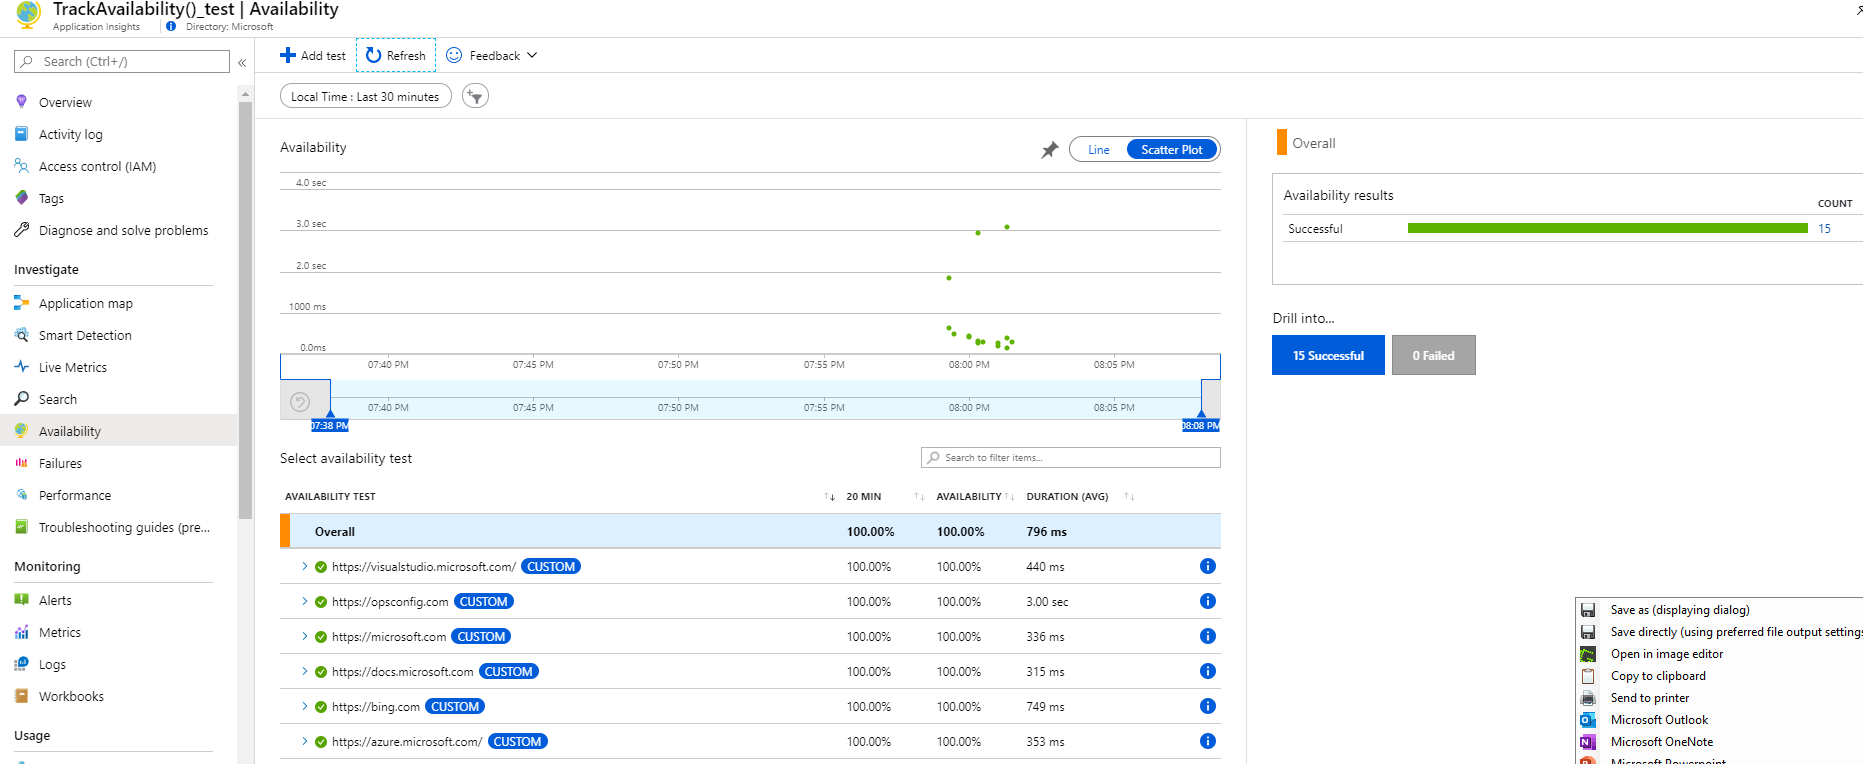 TrackAvailability()_test | Availability
Application Insights
Directory: Microsoft
Search (Ctrl+/)
«
Overview
Activity log
Access control (IAM)
Tags
Diagnose and solve problems
Investigate
Application map
Smart Detection
Live Metrics
Search
Availability
Failures
Performance
Troubleshooting guides (pre...
Monitoring
Alerts
Metrics
Logs
Workbooks
Usage
Add test
Refresh
Feedback
Local Time : Last 30 minutes
Availability
Line
Scatter Plot
4.0 sec
3.0 sec
2.0 sec
1000 ms
0.0ms
07:40 PM 07:45 PM 07:50 PM 07:55 PM 08:00 PM 08:05 PM
07:40 PM 07:45 PM 07:50 PM 07:55 PM 08:00 PM 08:05 PM
07:38 PM 08:08 PM
Select availability test
Search to filter items...
AVAILABILITY TEST 20 MIN AVAILABILITY DURATION (AVG)
Overall 100.00% 100.00% 796 ms
https://visualstudio.microsoft.com/ CUSTOM 100.00% 100.00% 440 ms
https://opsconfig.com CUSTOM 100.00% 100.00% 3.00 sec
https://microsoft.com CUSTOM 100.00% 100.00% 336 ms
https://docs.microsoft.com CUSTOM 100.00% 100.00% 315 ms
https://bing.com CUSTOM 100.00% 100.00% 749 ms
https://azure.microsoft.com/ CUSTOM 100.00% 100.00% 353 ms
Overall
Availability results
COUNT
Successful 15
Drill into...
15 Successful
0 Failed
Save as (displaying dialog)
Save directly (using preferred file output settings
Open in image editor
Copy to clipboard
Send to printer
Microsoft Outlook
Microsoft OneNote
Microsoft Powerpoint